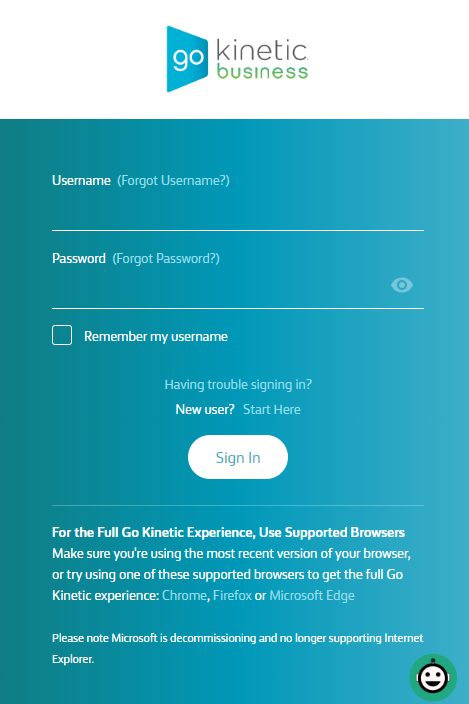 go kinetic
business
Username (Forgot Username?)
Password (Forgot Password?)
Remember my username
Having trouble signing in?
New user? Start Here
Sign In
For the Full Go Kinetic Experience, Use Supported Browsers
Make sure you're using the most recent version of your browser,
or try using one of these supported browsers to get the full Go
Kinetic experience: Chrome, Firefox or Microsoft Edge
Please note Microsoft is decommissioning and no longer supporting Internet
Explorer.